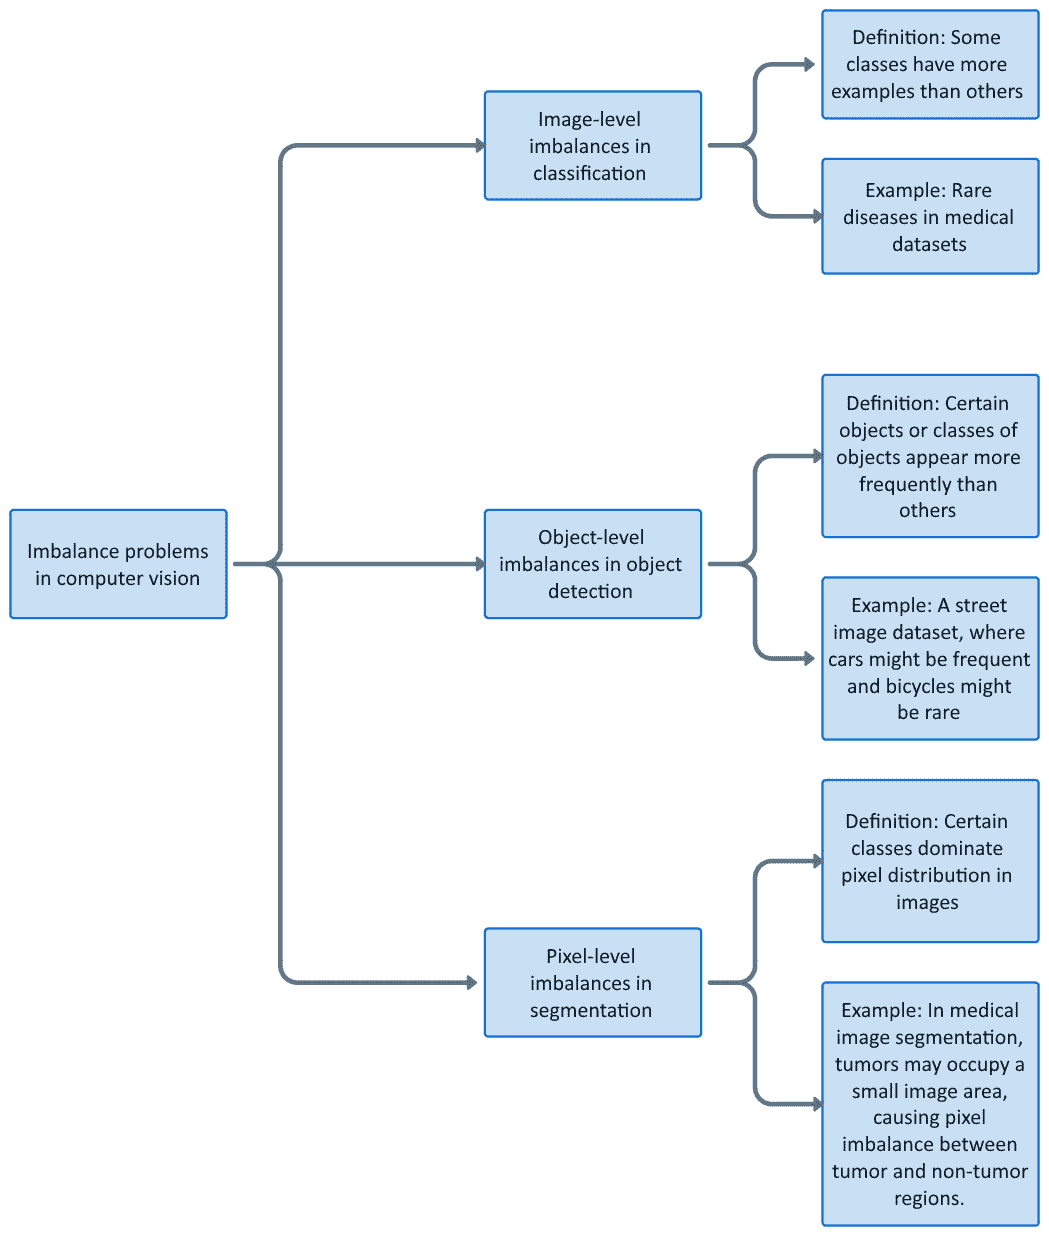 Imbalance problems
in computer vision
Image-level
imbalances in
classification
Definition: Some
classes have more
examples than others
Example: Rare
diseases in medical
datasets
Object-level
imbalances in object
detection
Definition: Certain
objects or classes of
objects appear more
frequently than
others
Example: A street
image dataset, where
cars might be frequent
and bicycles might
be rare
Pixel-level
imbalances in
segmentation
Definition: Certain
classes dominate
pixel distribution in
images
Example: In medical
image segmentation,
tumors may occupy a
small image area,
causing pixel
imbalance between
tumor and non-tumor
regions.